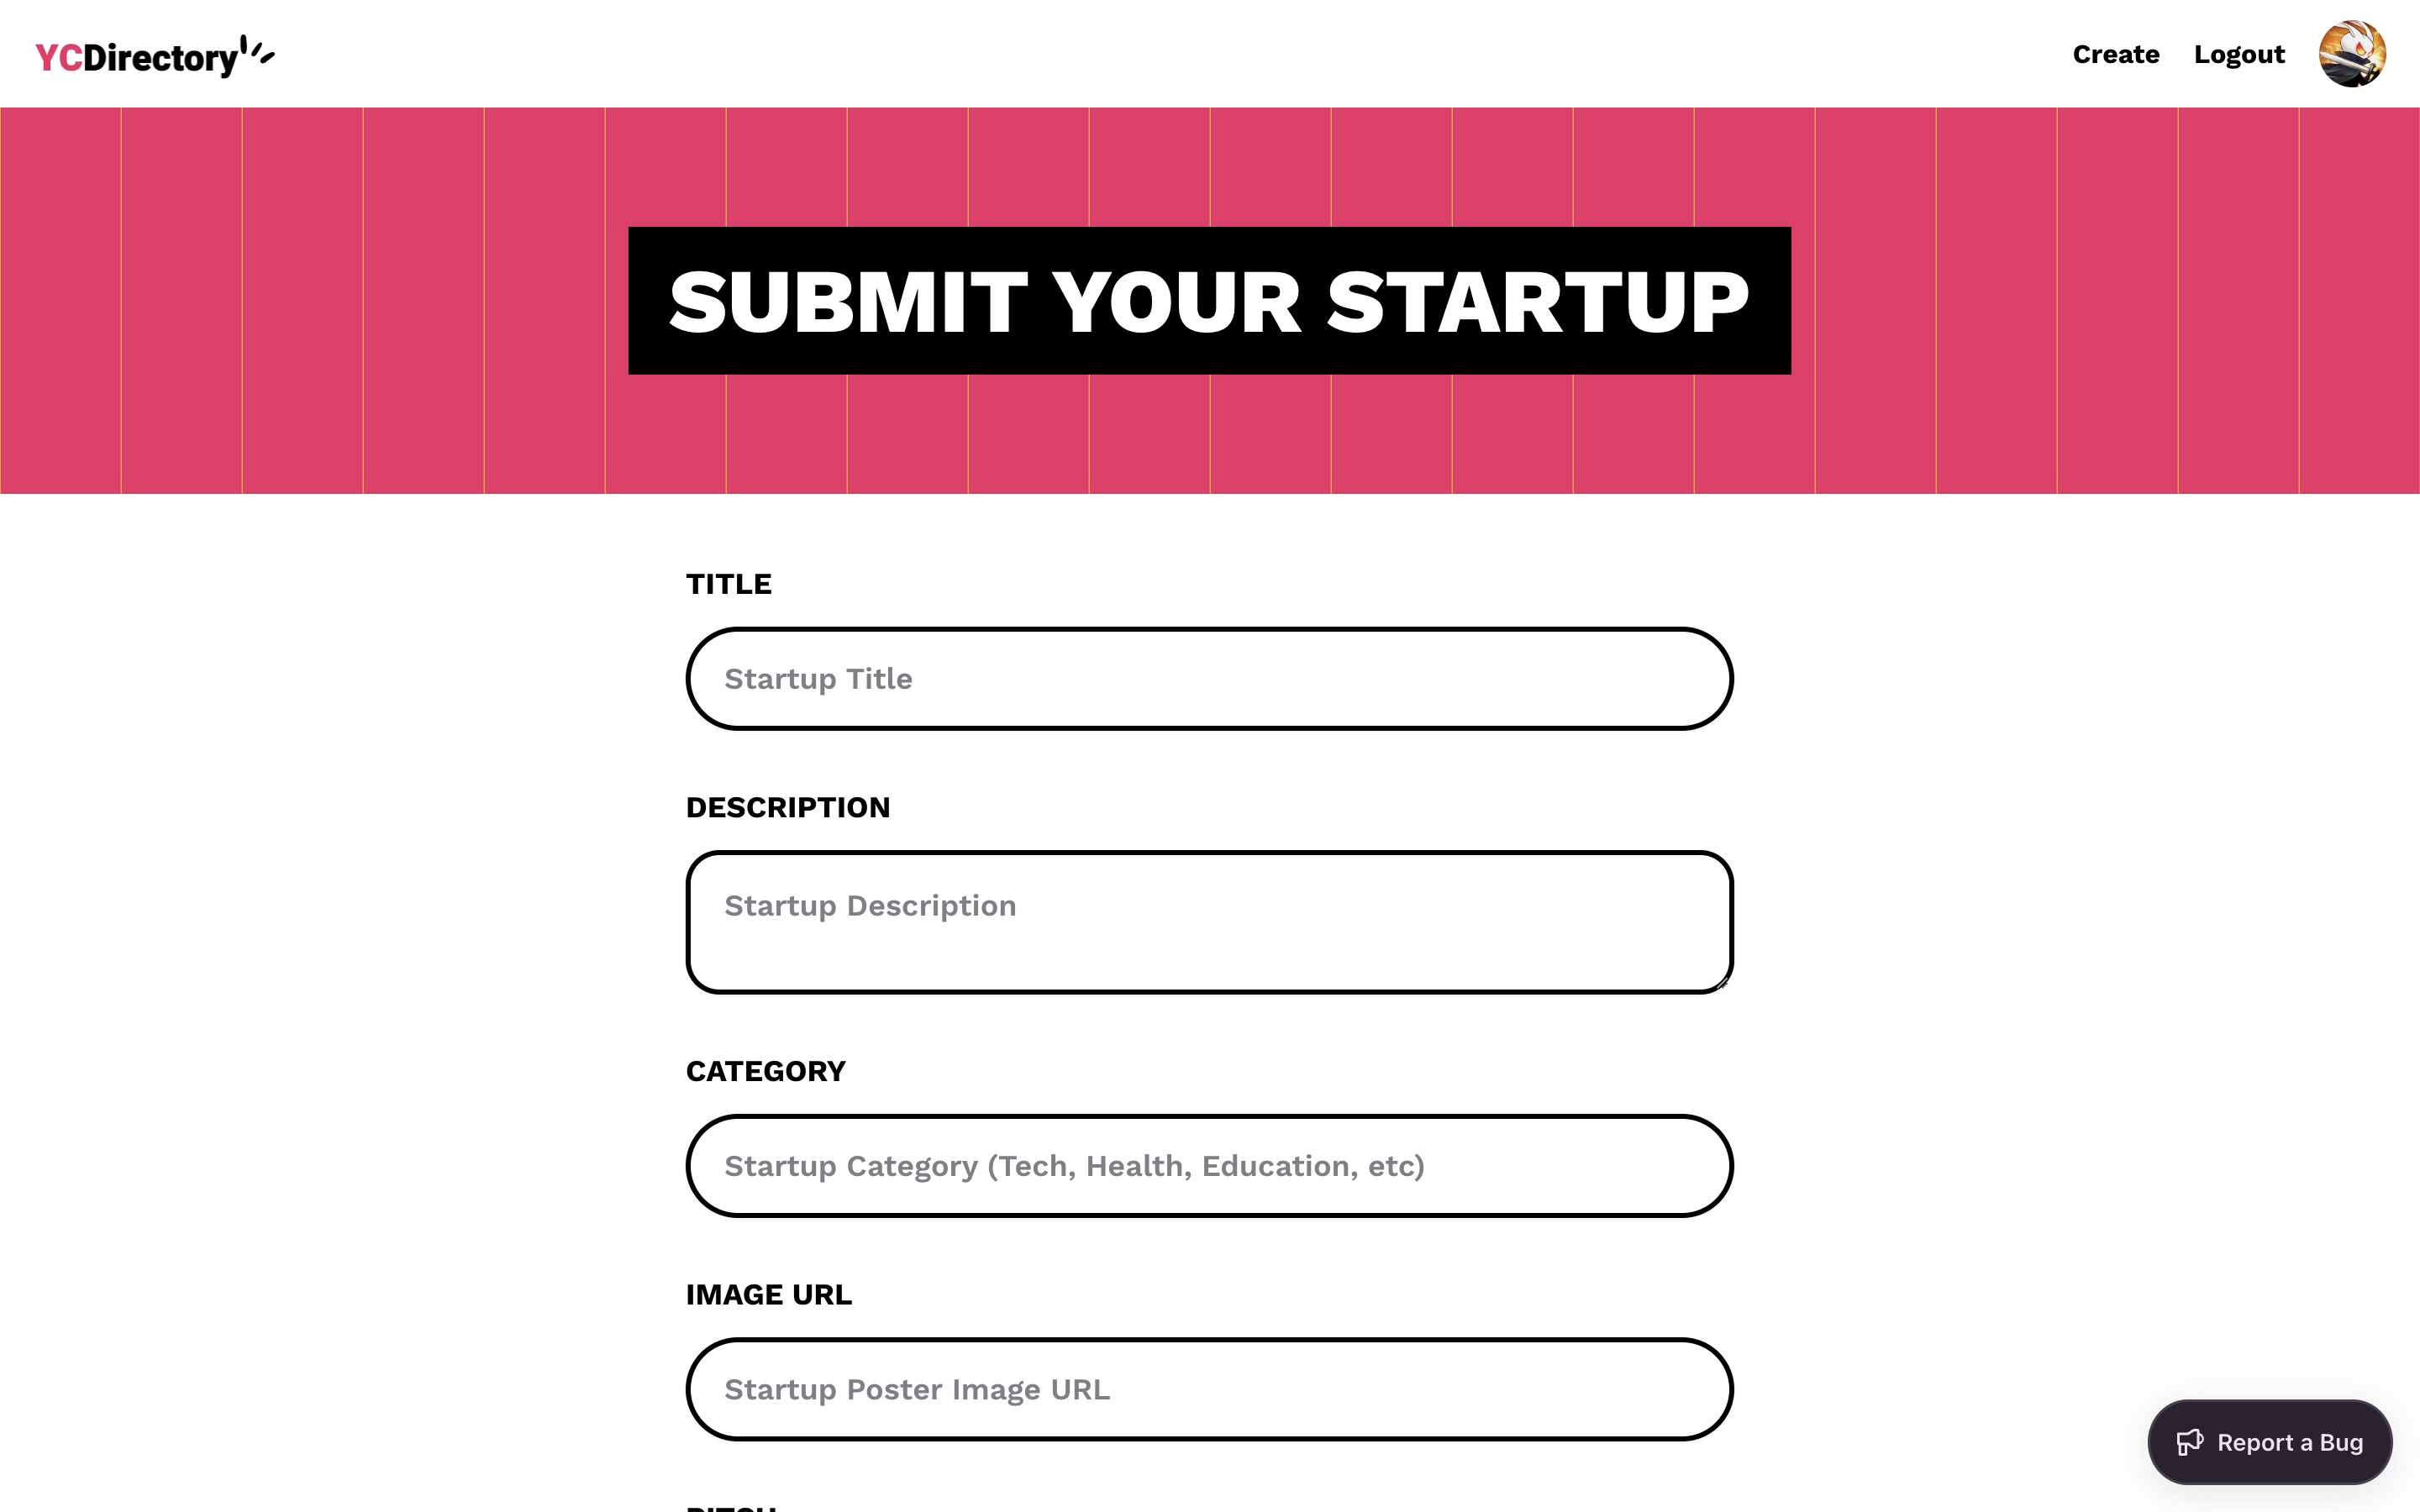 YCDirectory
Create
Logout
SUBMIT YOUR STARTUP
TITLE
Startup Title
DESCRIPTION
Startup Description
CATEGORY
Startup Category (Tech, Health, Education, etc)
IMAGE URL
Startup Poster Image URL
PITCH
Report a Bug